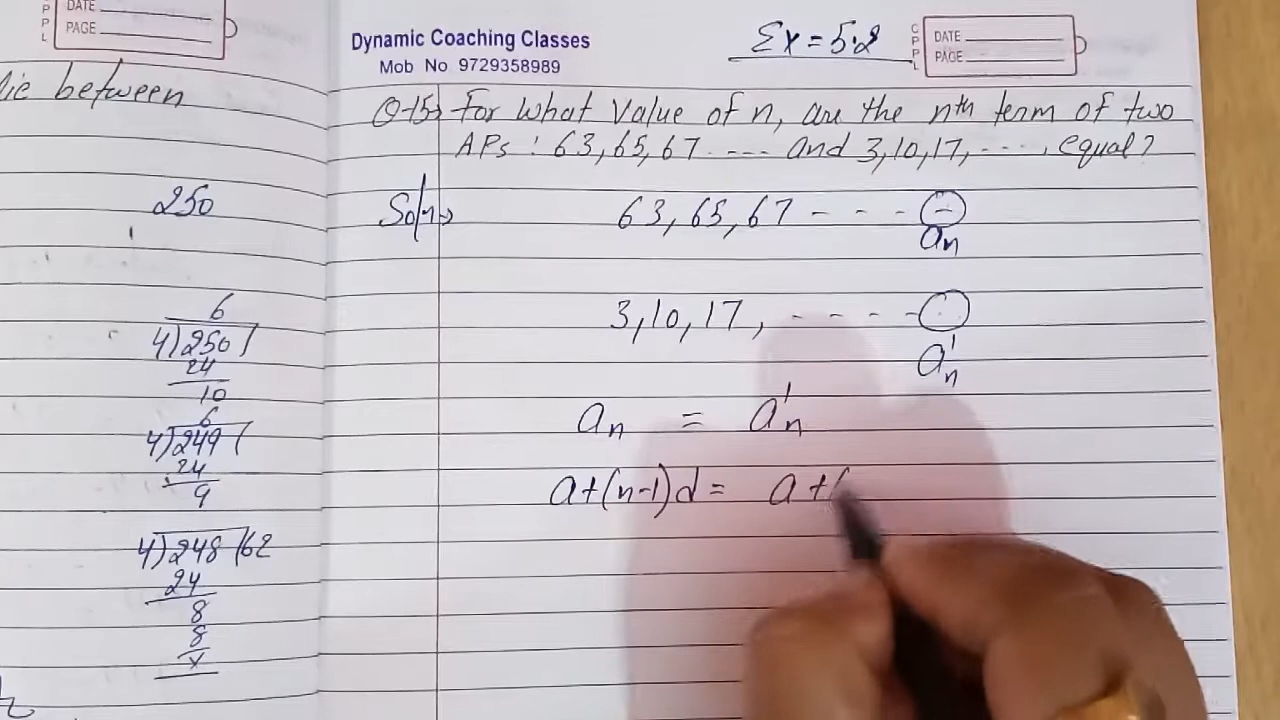 DATE
PAGE
lie between
250
6
4)250(
24
10
6
4)249(
24
9
4)248(62
24
8
8
x
Dynamic Coaching Classes
Mob No 9729358989
Ex = 5.2
CPPL
DATE
PAGE
Q-15→ For what value of n, are the nth term of two
APs : 63, 65, 67 ---- and 3, 10, 17, ----, equal?
Soln→ 63, 65, 67 - - - -
an
3, 10, 17, - - - -
a'n
an = a'n
a+(n-1)d = a+(